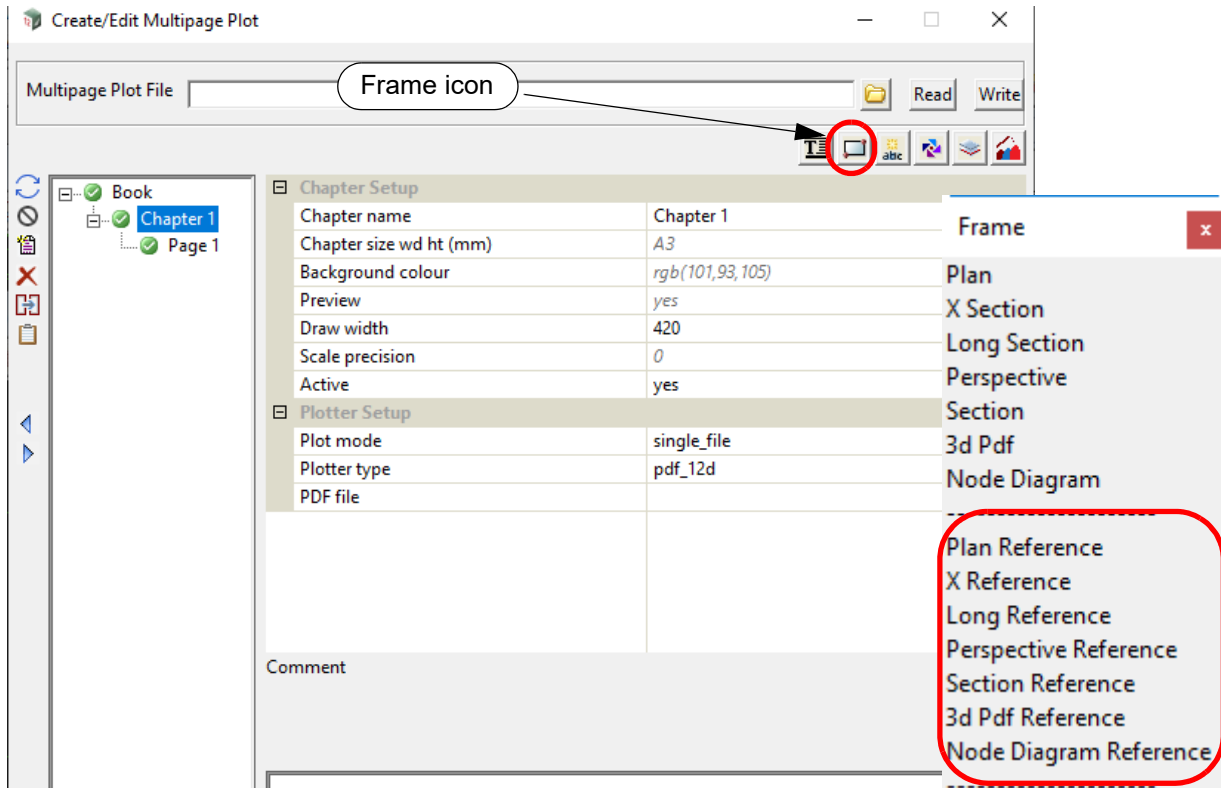 Create/Edit Multipage Plot
Multipage Plot File
Frame icon
Read
Write
T
abc
Book
Chapter 1
Page 1
Chapter Setup
Chapter name Chapter 1
Chapter size wd ht (mm) A3
Background colour rgb(101,93,105)
Preview yes
Draw width 420
Scale precision 0
Active yes
Plotter Setup
Plot mode single_file
Plotter type pdf_12d
PDF file
Comment
Frame
x
Plan
X Section
Long Section
Perspective
Section
3d Pdf
Node Diagram
----------------------
Plan Reference
X Reference
Long Reference
Perspective Reference
Section Reference
3d Pdf Reference
Node Diagram Reference
----------------------